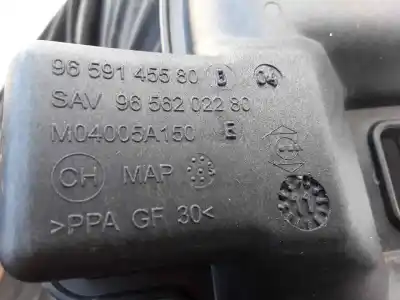 96 591 455 80 B 04
SAV 96 562 022 80
M04005A150 E
CH MAP
>PPA GF 30<